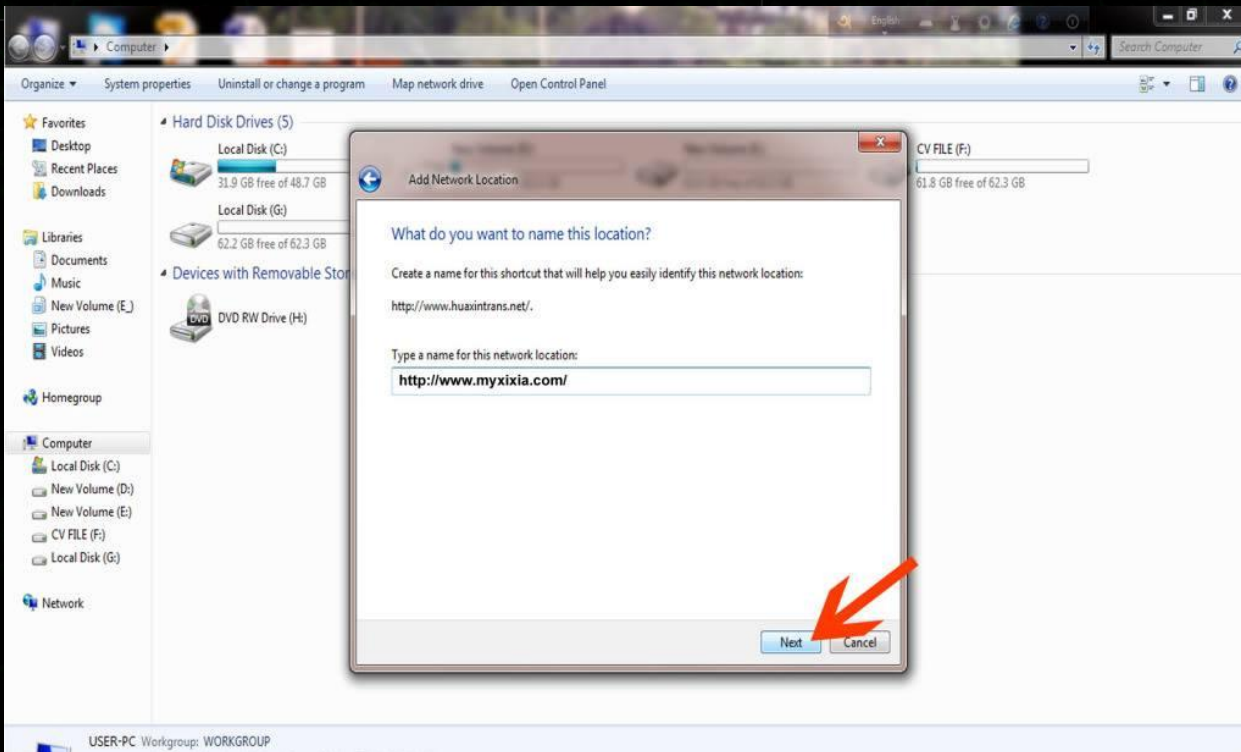 English
Computer
Search Computer
Organize
System properties
Uninstall or change a program
Map network drive
Open Control Panel
Favorites
Desktop
Recent Places
Downloads
Libraries
Documents
Music
New Volume (E_)
Pictures
Videos
Homegroup
Computer
Local Disk (C:)
New Volume (D:)
New Volume (E:)
CV FILE (F:)
Local Disk (G:)
Network
Hard Disk Drives (5)
Local Disk (C:)
31.9 GB free of 48.7 GB
Local Disk (G:)
62.2 GB free of 62.3 GB
CV FILE (F:)
61.8 GB free of 62.3 GB
Devices with Removable Stor
DVD
DVD RW Drive (H:)
Add Network Location
What do you want to name this location?
Create a name for this shortcut that will help you easily identify this network location:
http://www.huaxintrans.net/.
Type a name for this network location:
http://www.myxixia.com/
Next
Cancel
USER-PC Workgroup: WORKGROUP